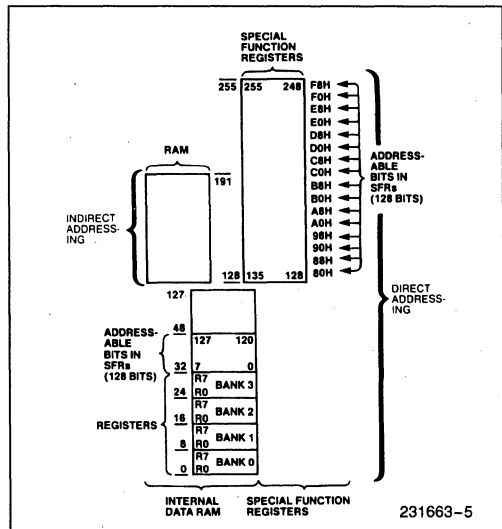 SPECIAL
FUNCTION
REGISTERS
255 255 248
F8H
F0H
E8H
E0H
D8H
D0H
C8H
C0H
B8H
B0H
A8H
A0H
98H
90H
88H
80H
ADDRESS-
ABLE
BITS IN
SFRs
(128 BITS)
RAM
191
INDIRECT
ADDRESS-
ING
128 135 128
DIRECT
ADDRESS-
ING
127
48
ADDRESS-
ABLE
BITS IN
SFRs
(128 BITS)
127 120
32 7 0
R7 BANK 3
24 R0
R7 BANK 2
16 R0
REGISTERS
R7 BANK 1
8 R0
R7 BANK 0
0 R0
INTERNAL
DATA RAM
SPECIAL FUNCTION
REGISTERS
231663-5